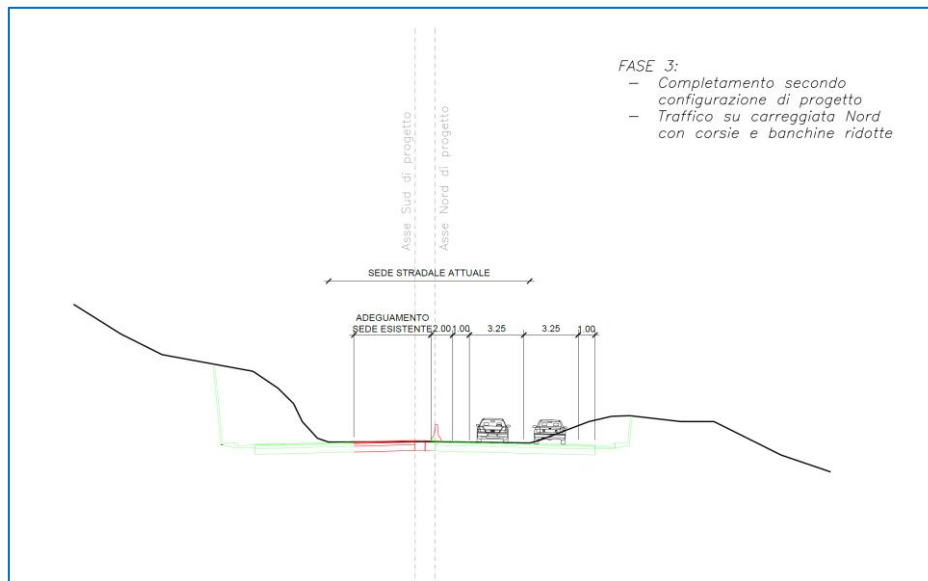 FASE 3:
– Completamento secondo
configurazione di progetto
– Traffico su carreggiata Nord
con corsie e banchine ridotte
Asse Sud di progetto
Asse Nord di progetto
SEDE STRADALE ATTUALE
ADEGUAMENTO
SEDE ESISTENTE 2.00 1.00 3.25 3.25 1.00